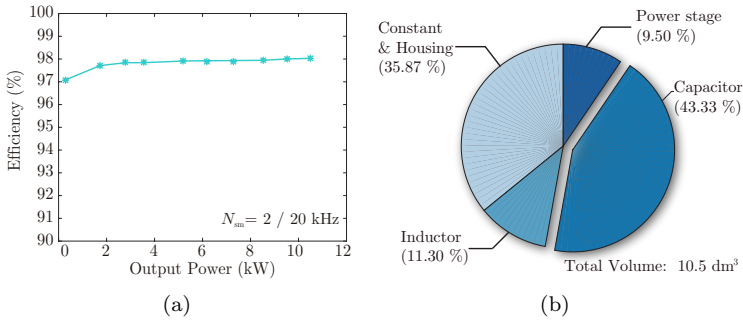 100
99
98
97
96
95
94
93
92
91
90
Efficiency (%)
0 2 4 6 8 10 12
Output Power (kW)
Nsm= 2 / 20 kHz
(a)
Constant
& Housing
(35.87 %)
Power stage
(9.50 %)
Capacitor
(43.33 %)
Inductor
(11.30 %)
Total Volume: 10.5 dm³
(b)